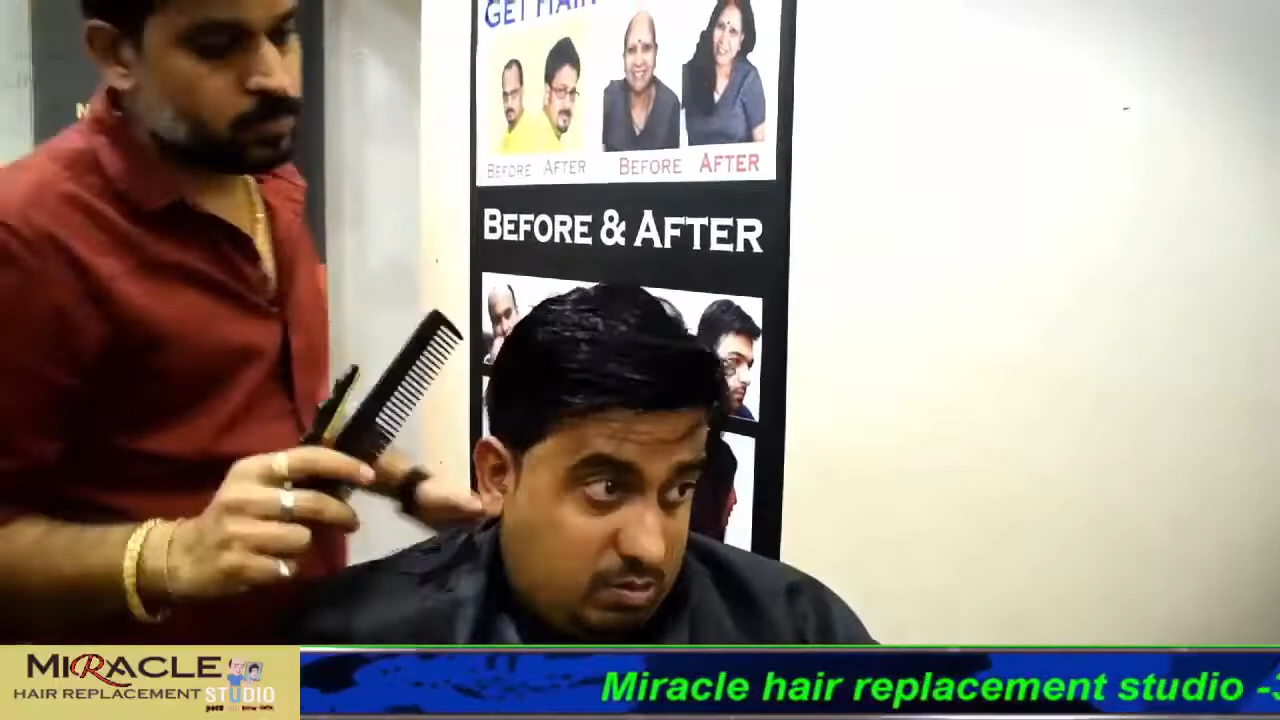 GET HAIR
BEFORE AFTER BEFORE AFTER
BEFORE & AFTER
MIRACLE
HAIR REPLACEMENT STUDIO
Miracle hair replacement studio -